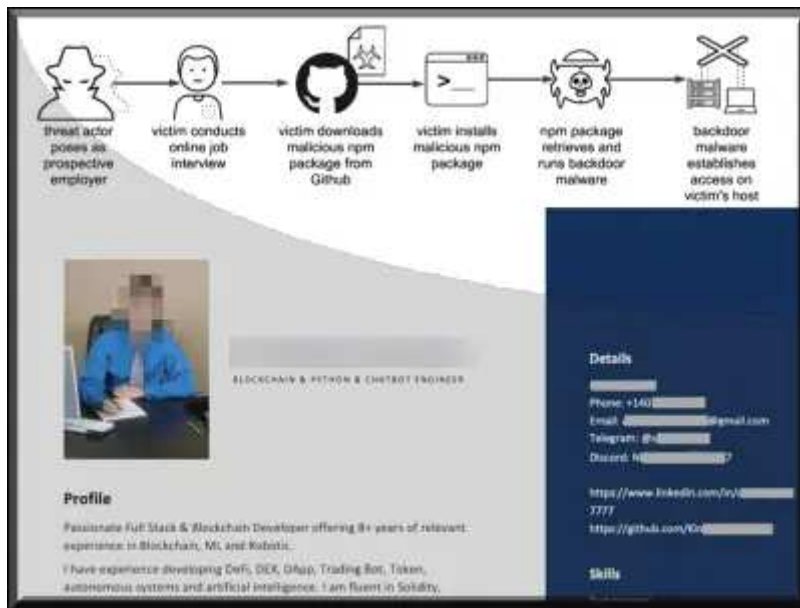 threat actor
poses as
prospective
employer
victim conducts
online job
interview
victim downloads
malicious npm
package from
Github
victim installs
malicious npm
package
npm package
retrieves and
runs backdoor
malware
backdoor
malware
establishes
access on
victim's host
>_
BLOCKCHAIN & PYTHON & CHATBOT ENGINEER
Profile
Passionate Full Stack & Blockchain Developer offering 8+ years of relevant
experience in Blockchain, ML and Robotic.
I have experience developing DeFi, DEX, DApp, Trading Bot, Token,
autonomous systems and artificial intelligence. I am fluent in Solidity,
Details
Phone: +140
Email: @gmail.com
Telegram: @
Discord: N 7
https://www.linkedin.com/in/
7777
https://github.com/Kin
Skills